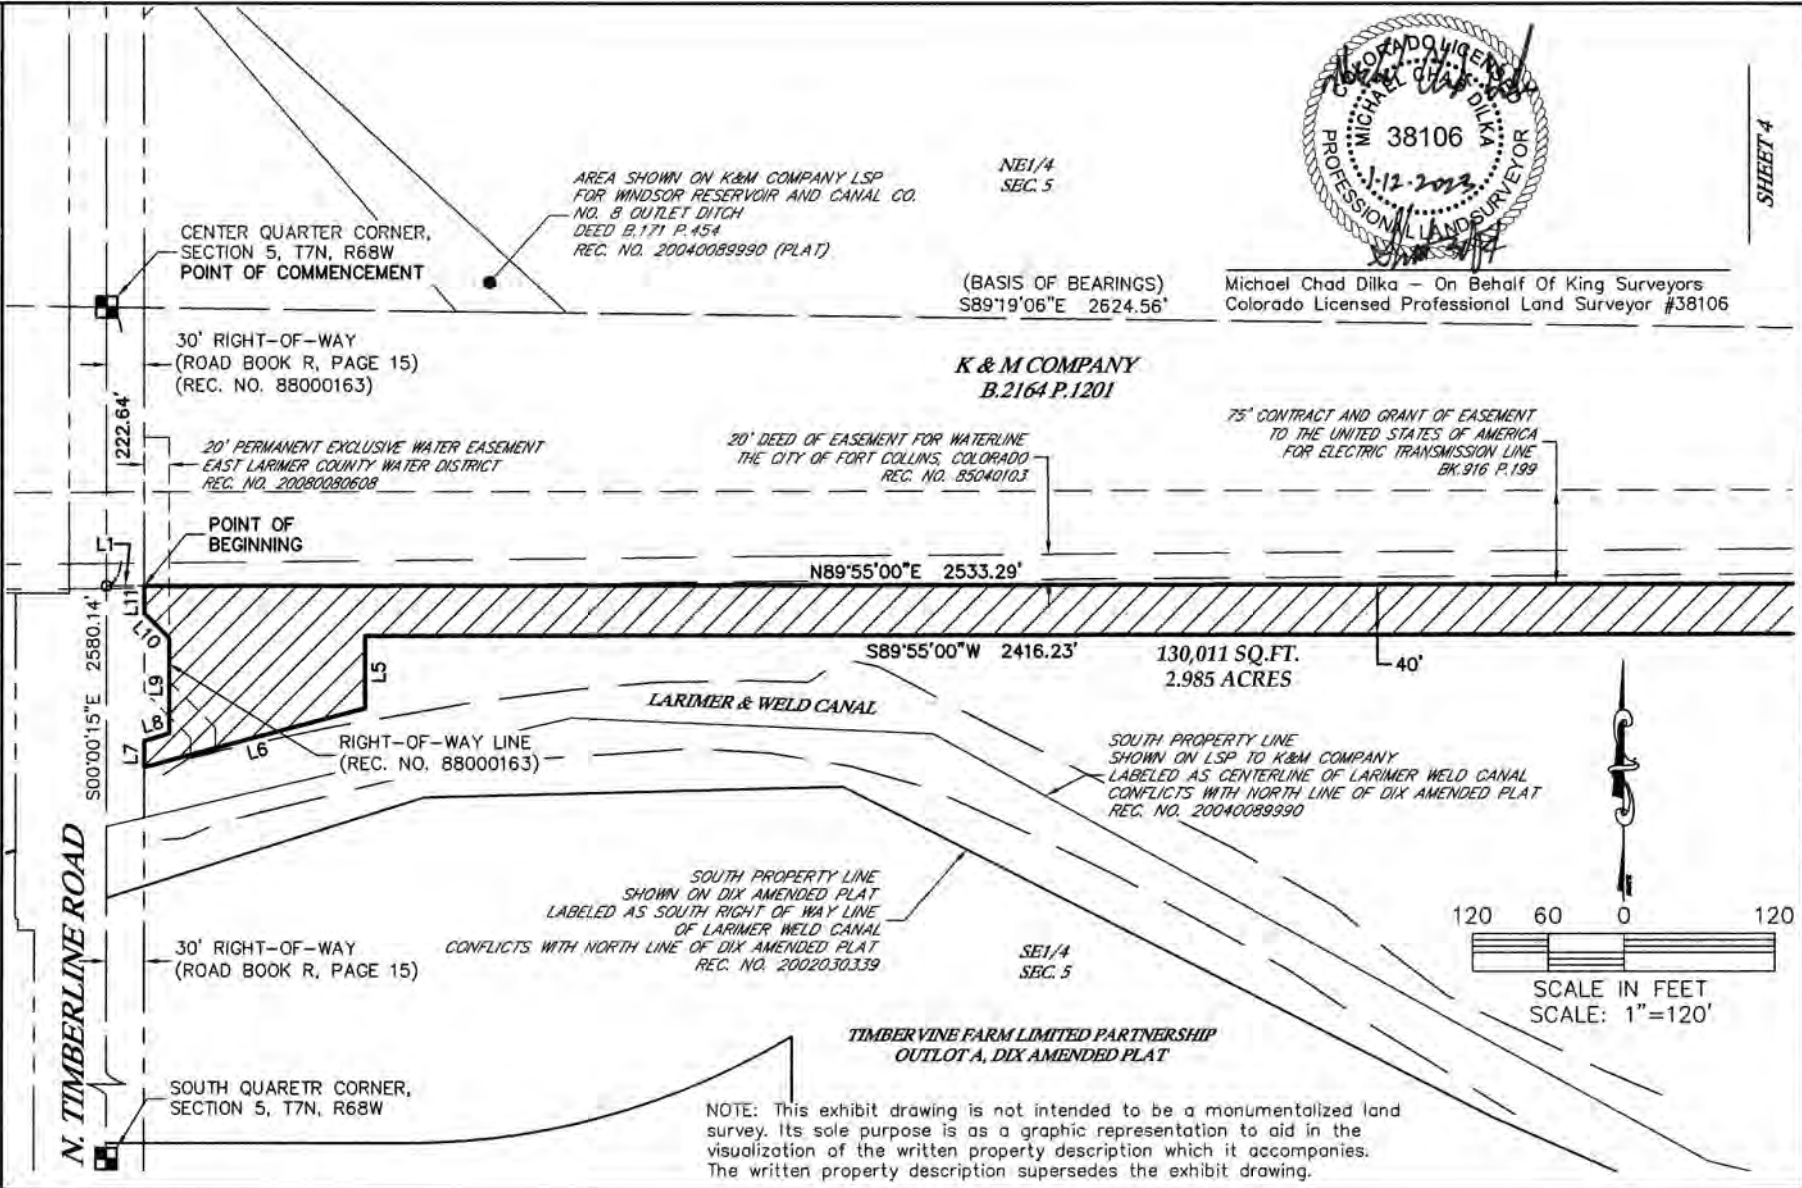 COLORADO LICENSED
MICHAEL CHAD DILKA
38106
1-12-2023
PROFESSIONAL LAND SURVEYOR
SHEET 4
Michael Chad Dilka – On Behalf Of King Surveyors
Colorado Licensed Professional Land Surveyor #38106
NE1/4
SEC. 5
AREA SHOWN ON K&M COMPANY LSP
FOR WINDSOR RESERVOIR AND CANAL CO.
NO. 8 OUTLET DITCH
DEED B.171 P.454
REC. NO. 20040089990 (PLAT)
CENTER QUARTER CORNER,
SECTION 5, T7N, R68W
POINT OF COMMENCEMENT
(BASIS OF BEARINGS)
S89°19'06"E 2624.56'
30' RIGHT-OF-WAY
(ROAD BOOK R, PAGE 15)
(REC. NO. 88000163)
K & M COMPANY
B.2164 P.1201
222.64'
20' PERMANENT EXCLUSIVE WATER EASEMENT
EAST LARIMER COUNTY WATER DISTRICT
REC. NO. 20080080608
20' DEED OF EASEMENT FOR WATERLINE
THE CITY OF FORT COLLINS, COLORADO
REC. NO. 85040103
75' CONTRACT AND GRANT OF EASEMENT
TO THE UNITED STATES OF AMERICA
FOR ELECTRIC TRANSMISSION LINE
BK.916 P.199
POINT OF
BEGINNING
L1
N89°55'00"E 2533.29'
L11
L10
L9
L8
L7
L6
L5
S00°00'15"E 2580.14'
S89°55'00"W 2416.23'
130,011 SQ.FT.
2.985 ACRES
40'
LARIMER & WELD CANAL
RIGHT-OF-WAY LINE
(REC. NO. 88000163)
SOUTH PROPERTY LINE
SHOWN ON LSP TO K&M COMPANY
LABELED AS CENTERLINE OF LARIMER WELD CANAL
CONFLICTS WITH NORTH LINE OF DIX AMENDED PLAT
REC. NO. 20040089990
SOUTH PROPERTY LINE
SHOWN ON DIX AMENDED PLAT
LABELED AS SOUTH RIGHT OF WAY LINE
OF LARIMER WELD CANAL
CONFLICTS WITH NORTH LINE OF DIX AMENDED PLAT
REC. NO. 2002030339
N. TIMBERLINE ROAD
30' RIGHT-OF-WAY
(ROAD BOOK R, PAGE 15)
SE1/4
SEC. 5
120 60 0 120
SCALE IN FEET
SCALE: 1"=120'
TIMBERVINE FARM LIMITED PARTNERSHIP
OUTLOT A, DIX AMENDED PLAT
SOUTH QUARETR CORNER,
SECTION 5, T7N, R68W
NOTE: This exhibit drawing is not intended to be a monumentalized land
survey. Its sole purpose is as a graphic representation to aid in the
visualization of the written property description which it accompanies.
The written property description supersedes the exhibit drawing.